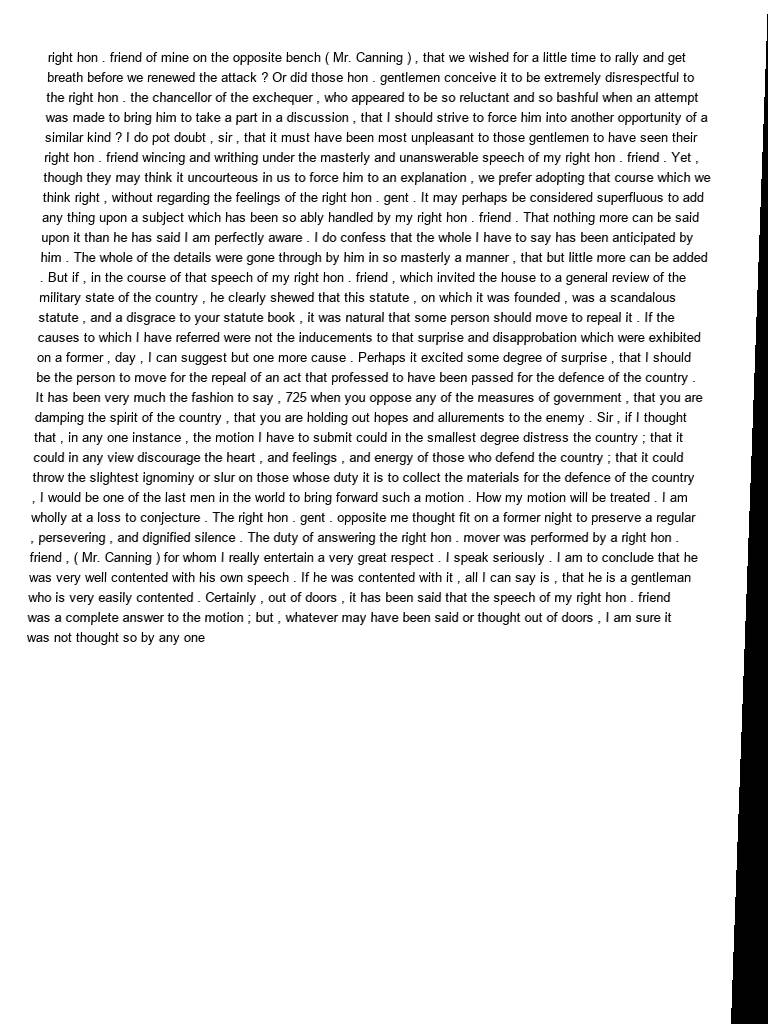 right hon . friend of mine on the opposite bench ( Mr. Canning ) , that we wished for a little time to rally and get
breath before we renewed the attack ? Or did those hon . gentlemen conceive it to be extremely disrespectful to
the right hon . the chancellor of the exchequer , who appeared to be so reluctant and so bashful when an attempt
was made to bring him to take a part in a discussion , that I should strive to force him into another opportunity of a
similar kind ? I do pot doubt , sir , that it must have been most unpleasant to those gentlemen to have seen their
right hon . friend wincing and writhing under the masterly and unanswerable speech of my right hon . friend . Yet ,
though they may think it uncourteous in us to force him to an explanation , we prefer adopting that course which we
think right , without regarding the feelings of the right hon . gent . It may perhaps be considered superfluous to add
any thing upon a subject which has been so ably handled by my right hon . friend . That nothing more can be said
upon it than he has said I am perfectly aware . I do confess that the whole I have to say has been anticipated by
him . The whole of the details were gone through by him in so masterly a manner , that but little more can be added
. But if , in the course of that speech of my right hon . friend , which invited the house to a general review of the
military state of the country , he clearly shewed that this statute , on which it was founded , was a scandalous
statute , and a disgrace to your statute book , it was natural that some person should move to repeal it . If the
causes to which I have referred were not the inducements to that surprise and disapprobation which were exhibited
on a former , day , I can suggest but one more cause . Perhaps it excited some degree of surprise , that I should
be the person to move for the repeal of an act that professed to have been passed for the defence of the country .
It has been very much the fashion to say , 725 when you oppose any of the measures of government , that you are
damping the spirit of the country , that you are holding out hopes and allurements to the enemy . Sir , if I thought
that , in any one instance , the motion I have to submit could in the smallest degree distress the country ; that it
could in any view discourage the heart , and feelings , and energy of those who defend the country ; that it could
throw the slightest ignominy or slur on those whose duty it is to collect the materials for the defence of the country
, I would be one of the last men in the world to bring forward such a motion . How my motion will be treated . I am
wholly at a loss to conjecture . The right hon . gent . opposite me thought fit on a former night to preserve a regular
, persevering , and dignified silence . The duty of answering the right hon . mover was performed by a right hon .
friend , ( Mr. Canning ) for whom I really entertain a very great respect . I speak seriously . I am to conclude that he
was very well contented with his own speech . If he was contented with it , all I can say is , that he is a gentleman
who is very easily contented . Certainly , out of doors , it has been said that the speech of my right hon . friend
was a complete answer to the motion ; but , whatever may have been said or thought out of doors , I am sure it
was not thought so by any one